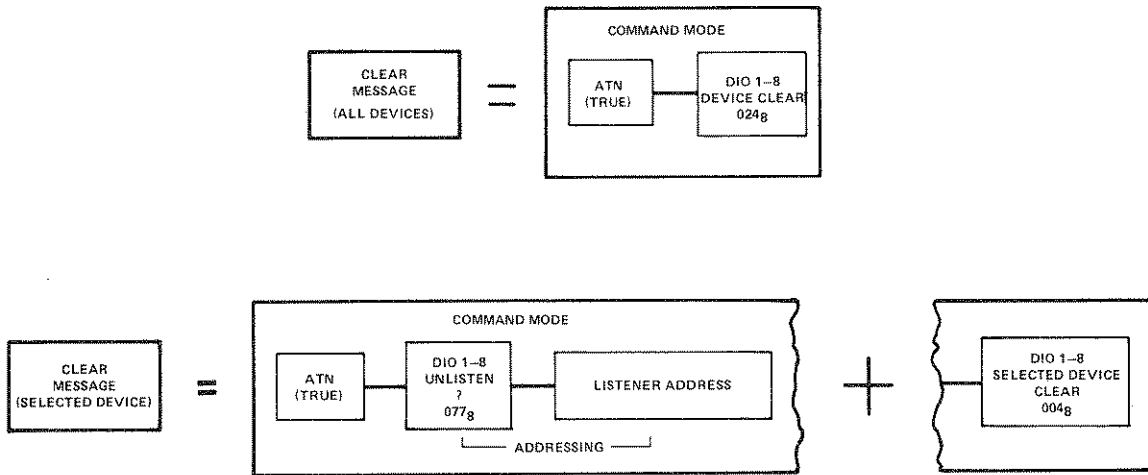 COMMAND MODE
CLEAR
MESSAGE
(ALL DEVICES)
=
ATN
(TRUE)
DIO 1–8
DEVICE CLEAR
024₈
COMMAND MODE
CLEAR
MESSAGE
(SELECTED DEVICE)
=
ATN
(TRUE)
DIO 1–8
UNLISTEN
?
077₈
LISTENER ADDRESS
ADDRESSING
+
DIO 1–8
SELECTED DEVICE
CLEAR
004₈